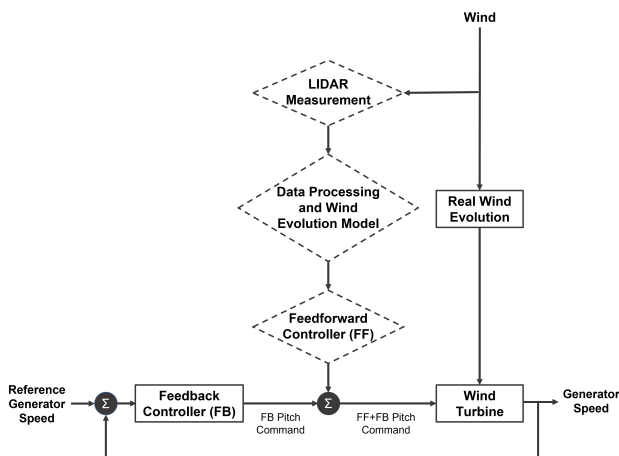 Wind
LIDAR
Measurement
Data Processing
and Wind
Evolution Model
Real Wind
Evolution
Feedforward
Controller (FF)
Reference
Generator
Speed
Σ
Feedback
Controller (FB)
FB Pitch
Command
Σ
FF+FB Pitch
Command
Wind
Turbine
Generator
Speed